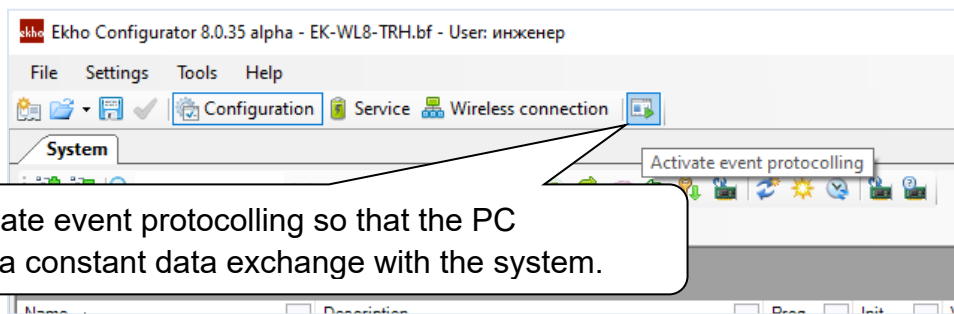 ekho Ekho Configurator 8.0.35 alpha - EK-WL8-TRH.bf - User: инженер
File Settings Tools Help
Configuration Service Wireless connection
System
Activate event protocolling
ate event protocolling so that the PC
a constant data exchange with the system.
Name Description Prog Init